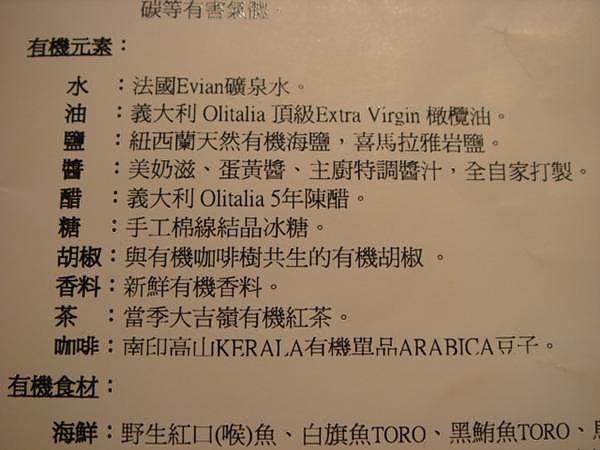 碳等有害氣體。
有機元素：
水 ：法國Evian礦泉水。
油 ：義大利 Olitalia 頂級Extra Virgin 橄欖油。
鹽 ：紐西蘭天然有機海鹽，喜馬拉雅岩鹽。
醬 ：美奶滋、蛋黃醬、主廚特調醬汁，全自家打製。
醋 ：義大利 Olitalia 5年陳醋。
糖 ：手工棉線結晶冰糖。
胡椒：與有機咖啡樹共生的有機胡椒 。
香料：新鮮有機香料。
茶 ：當季大吉嶺有機紅茶。
咖啡：南印高山KERALA有機單品ARABICA豆子。
有機食材：
海鮮：野生紅口(喉)魚、白旗魚TORO、黑鮪魚TORO、